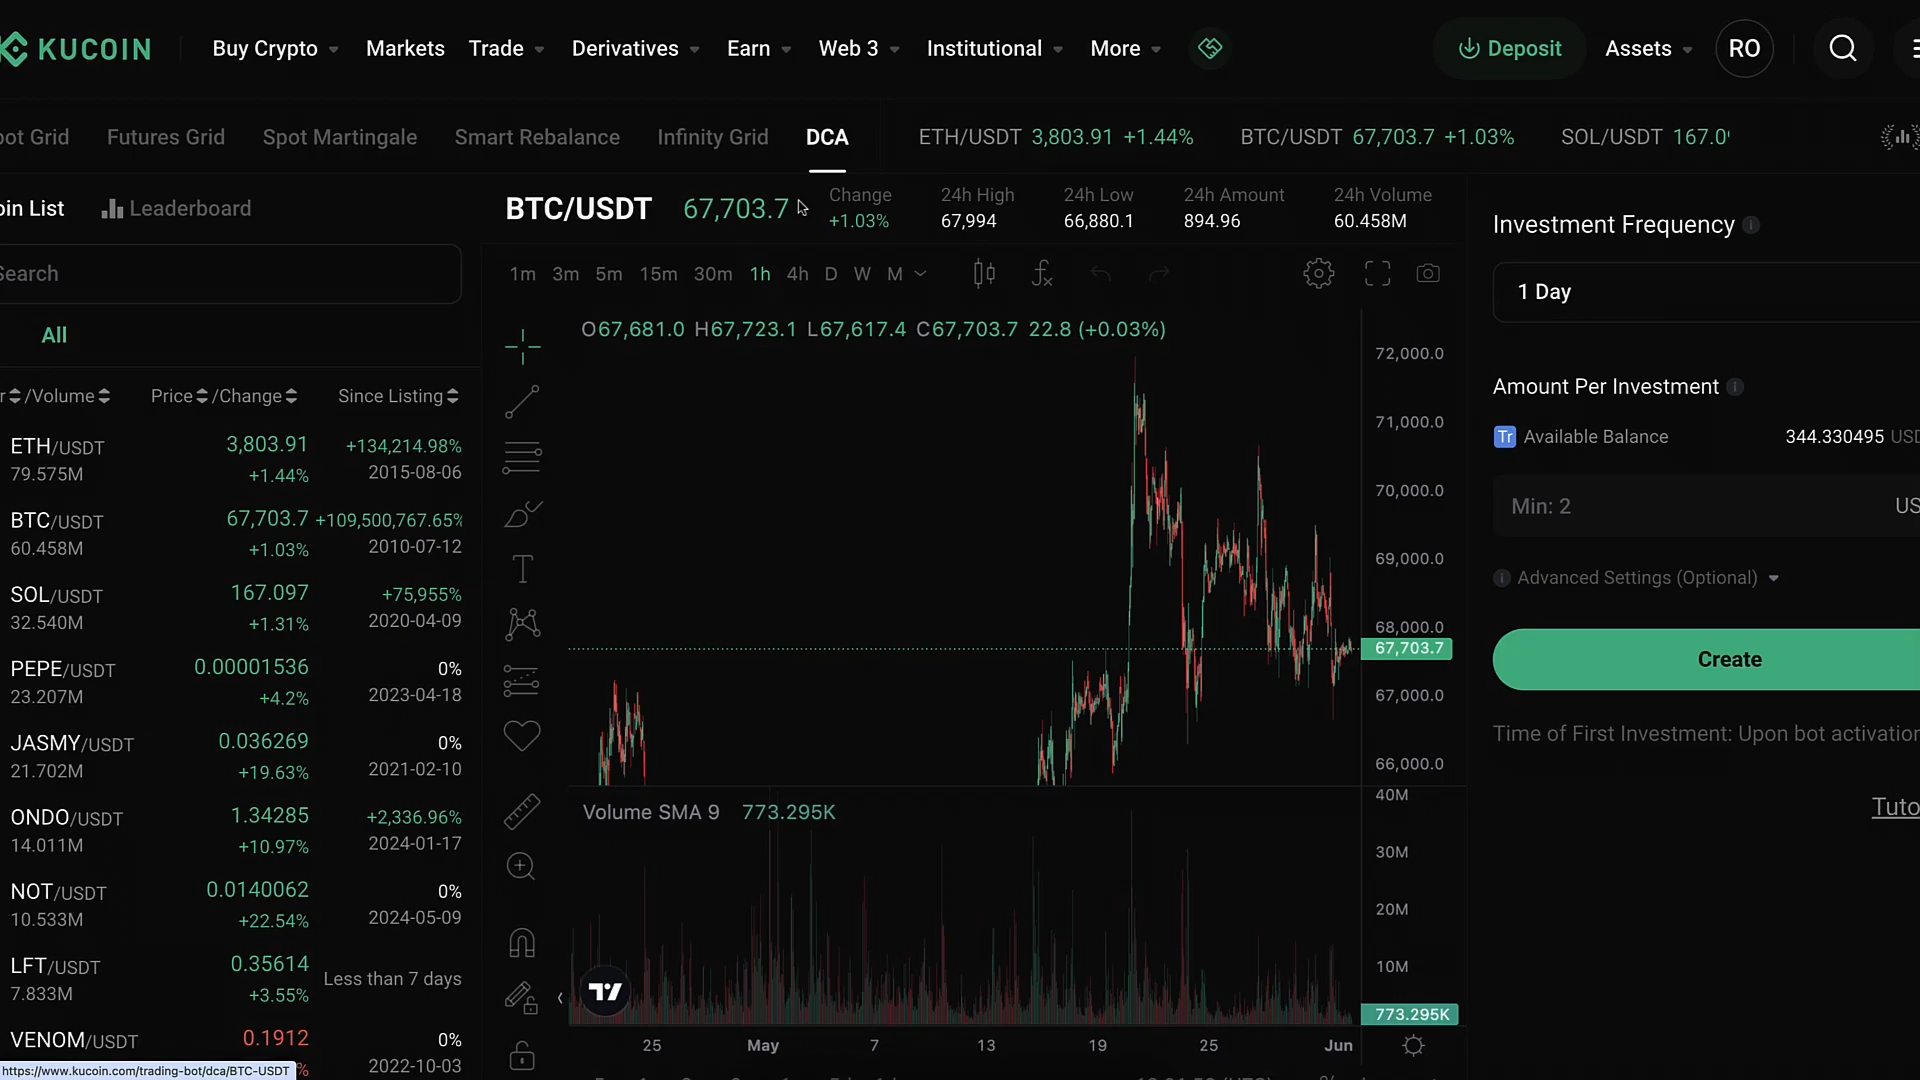 KUCOIN Buy Crypto Markets Trade Derivatives Earn Web 3 Institutional More Deposit Assets RO
ot Grid Futures Grid Spot Martingale Smart Rebalance Infinity Grid DCA ETH/USDT 3,803.91 +1.44% BTC/USDT 67,703.7 +1.03% SOL/USDT 167.0
in List Leaderboard
Search
All
r /Volume Price /Change Since Listing
ETH/USDT 3,803.91 +134,214.98%
79.575M +1.44% 2015-08-06
BTC/USDT 67,703.7 +109,500,767.65%
60.458M +1.03% 2010-07-12
SOL/USDT 167.097 +75,955%
32.540M +1.31% 2020-04-09
PEPE/USDT 0.00001536 0%
23.207M +4.2% 2023-04-18
JASMY/USDT 0.036269 0%
21.702M +19.63% 2021-02-10
ONDO/USDT 1.34285 +2,336.96%
14.011M +10.97% 2024-01-17
NOT/USDT 0.0140062 0%
10.533M +22.54% 2024-05-09
LFT/USDT 0.35614 Less than 7 days
7.833M +3.55%
VENOM/USDT 0.1912 0%
% 2022-10-03
https://www.kucoin.com/trading-bot/dca/BTC-USDT
BTC/USDT 67,703.7
Change 24h High 24h Low 24h Amount 24h Volume
+1.03% 67,994 66,880.1 894.96 60.458M
1m 3m 5m 15m 30m 1h 4h D W M
O67,681.0 H67,723.1 L67,617.4 C67,703.7 22.8 (+0.03%)
72,000.0
71,000.0
70,000.0
69,000.0
68,000.0
67,703.7
67,000.0
66,000.0
Volume SMA 9 773.295K
40M
30M
20M
10M
773.295K
25 May 7 13 19 25 Jun
Investment Frequency
1 Day
Amount Per Investment
Tr Available Balance 344.330495 USD
Min: 2 US
Advanced Settings (Optional)
Create
Time of First Investment: Upon bot activation
Tuto